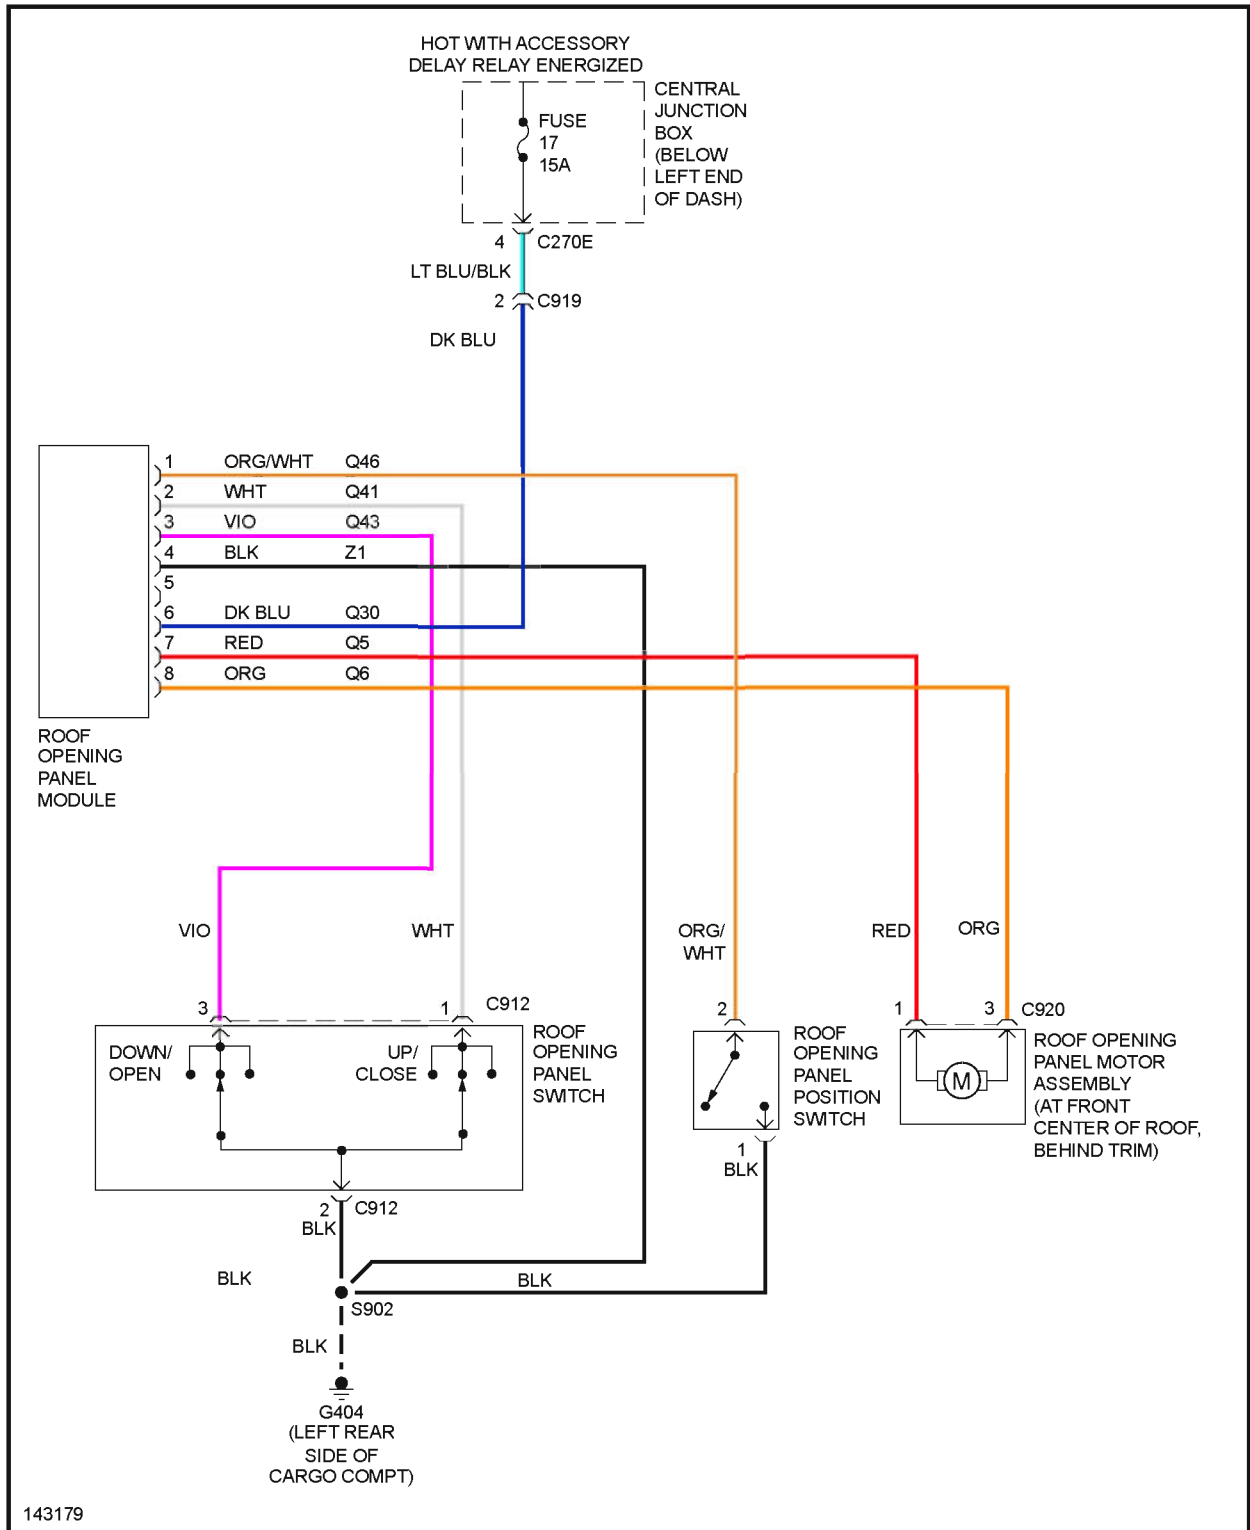 HOT WITH ACCESSORY
DELAY RELAY ENERGIZED
CENTRAL
JUNCTION
BOX
(BELOW
LEFT END
OF DASH)
FUSE
17
15A
4 C270E
LT BLU/BLK
2 C919
DK BLU
1 ORG/WHT Q46
2 WHT Q41
3 VIO Q43
4 BLK Z1
5
6 DK BLU Q30
7 RED Q5
8 ORG Q6
ROOF
OPENING
PANEL
MODULE
VIO
WHT
ORG/
WHT
RED
ORG
3
1 C912
2
1
3 C920
DOWN/
OPEN
UP/
CLOSE
ROOF
OPENING
PANEL
SWITCH
ROOF
OPENING
PANEL
POSITION
SWITCH
M
ROOF OPENING
PANEL MOTOR
ASSEMBLY
(AT FRONT
CENTER OF ROOF,
BEHIND TRIM)
1
BLK
2 C912
BLK
BLK
BLK
S902
BLK
G404
(LEFT REAR
SIDE OF
CARGO COMPT)
143179